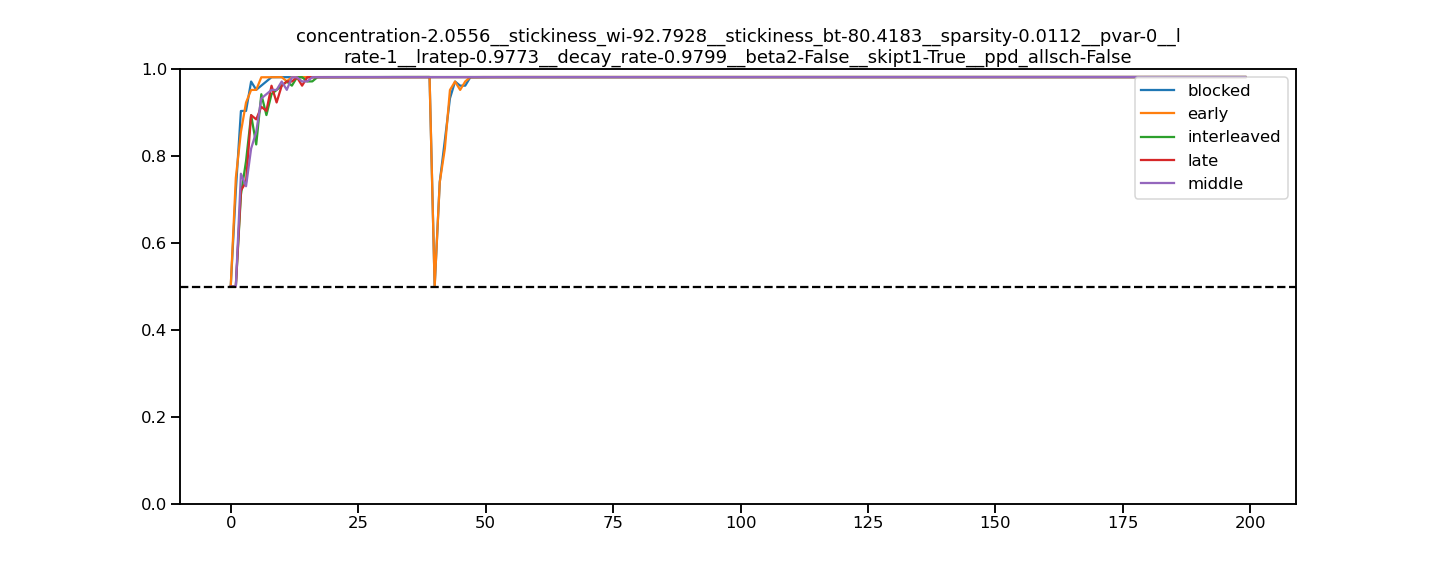 concentration-2.0556__stickiness_wi-92.7928__stickiness_bt-80.4183__sparsity-0.0112__pvar-0__l
rate-1__lratep-0.9773__decay_rate-0.9799__beta2-False__skipt1-True__ppd_allsch-False
1.0
0.8
0.6
0.4
0.2
0.0
blocked
early
interleaved
late
middle
0
25
50
75
100
125
150
175
200